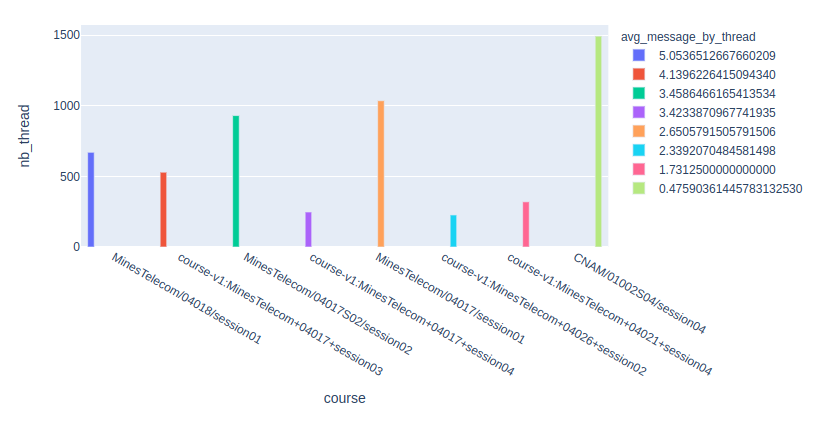 1500
1000
500
0
nb_thread
MinesTelecom/04018/session01
course-v1:MinesTelecom+04017+session03
MinesTelecom/04017S02/session02
course-v1:MinesTelecom+04017+session04
MinesTelecom/04017/session01
course-v1:MinesTelecom+04026+session02
course-v1:MinesTelecom+04021+session04
CNAM/01002S04/session04
course
avg_message_by_thread
5.0536512667660209
4.1396226415094340
3.4586466165413534
3.4233870967741935
2.6505791505791506
2.3392070484581498
1.7312500000000000
0.47590361445783132530